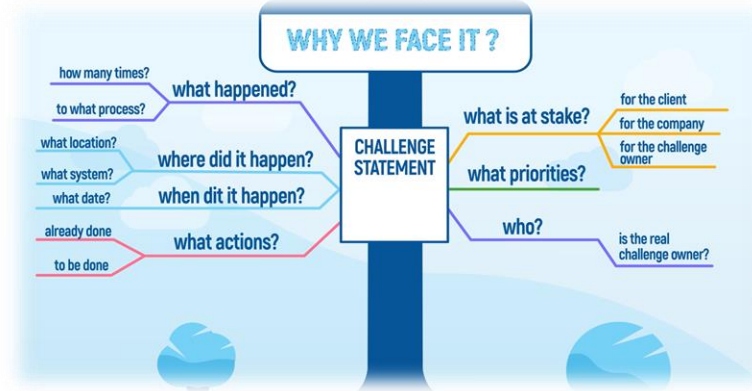 WHY WE FACE IT ?
how many times?
what happened?
to what process?
what location?
where did it happen?
what system?
what date?
when dit it happen?
already done
what actions?
to be done
CHALLENGE
STATEMENT
what is at stake?
for the client
for the company
for the challenge
owner
what priorities?
who?
is the real
challenge owner?